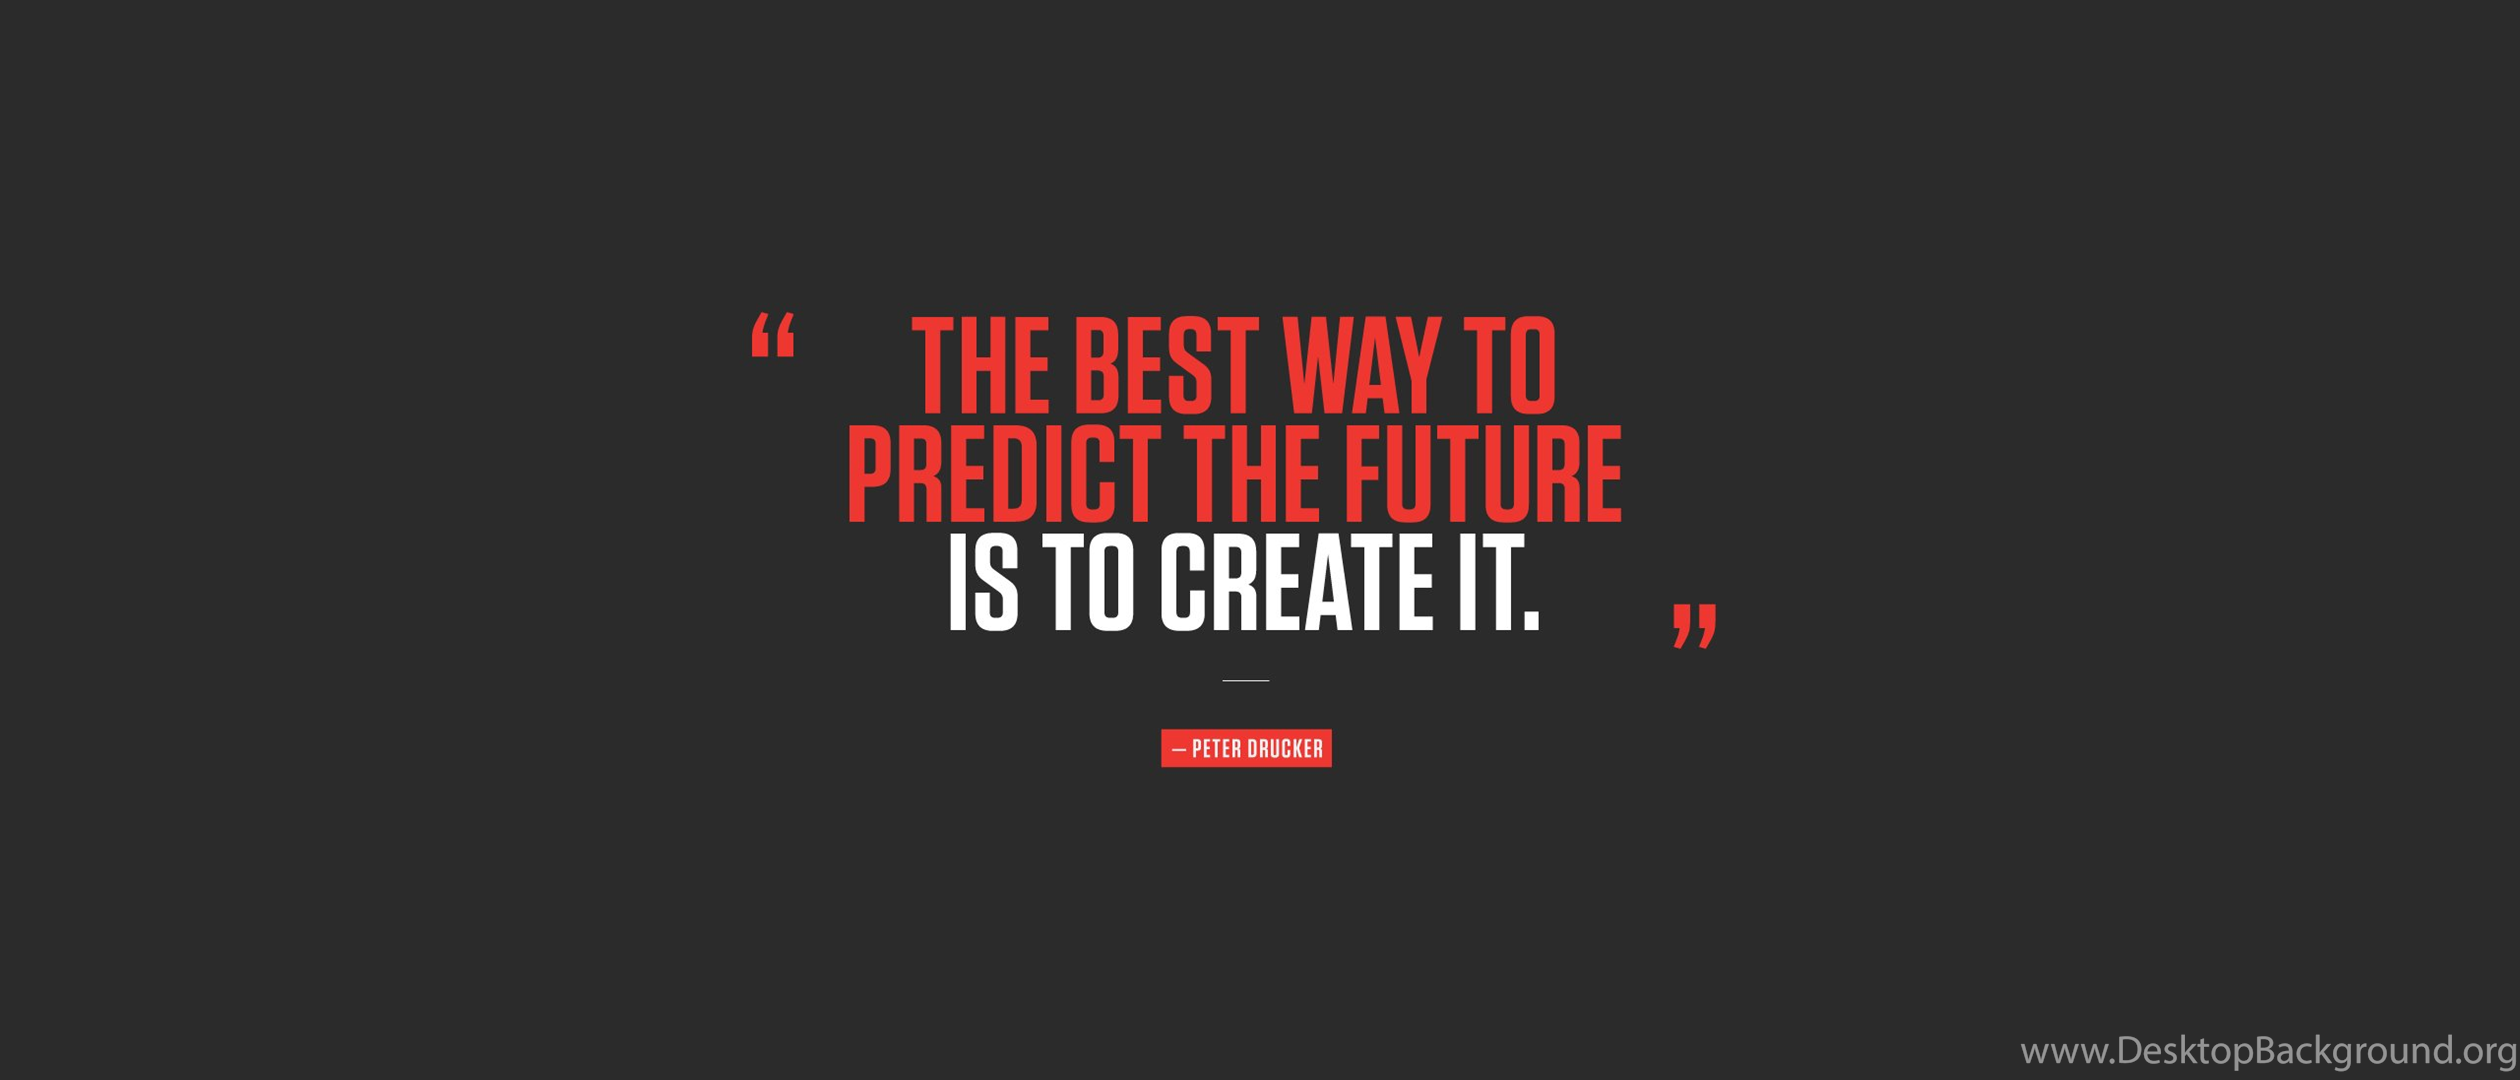 “ THE BEST WAY TO
PREDICT THE FUTURE
IS TO CREATE IT. ”
— PETER DRUCKER
www.DesktopBackground.org